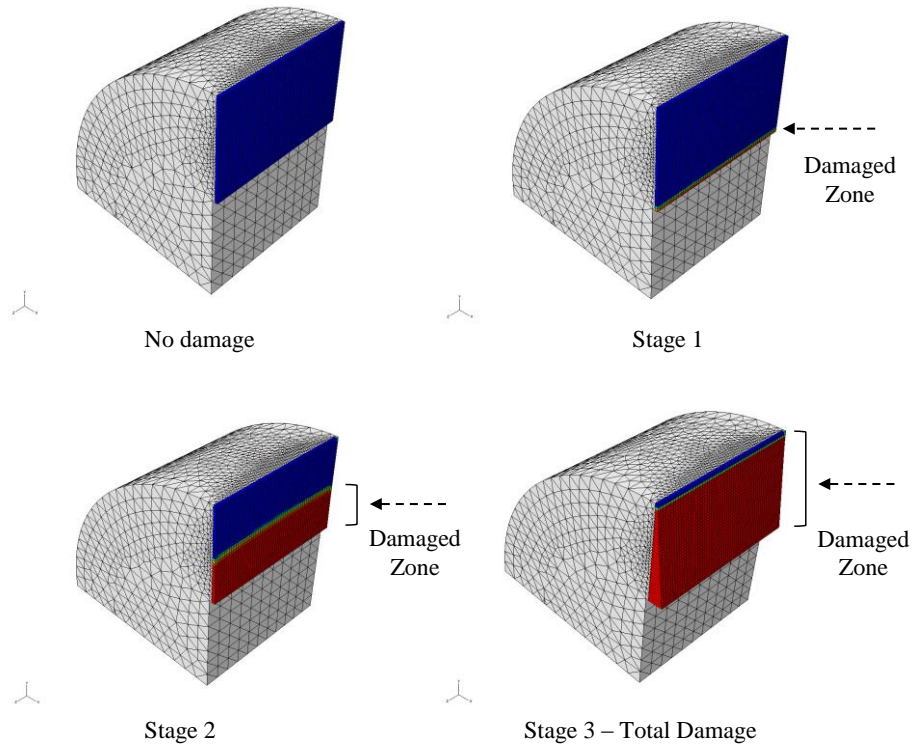 Damaged
Zone
No damage
Stage 1
Damaged
Zone
Damaged
Zone
Stage 2
Stage 3 – Total Damage